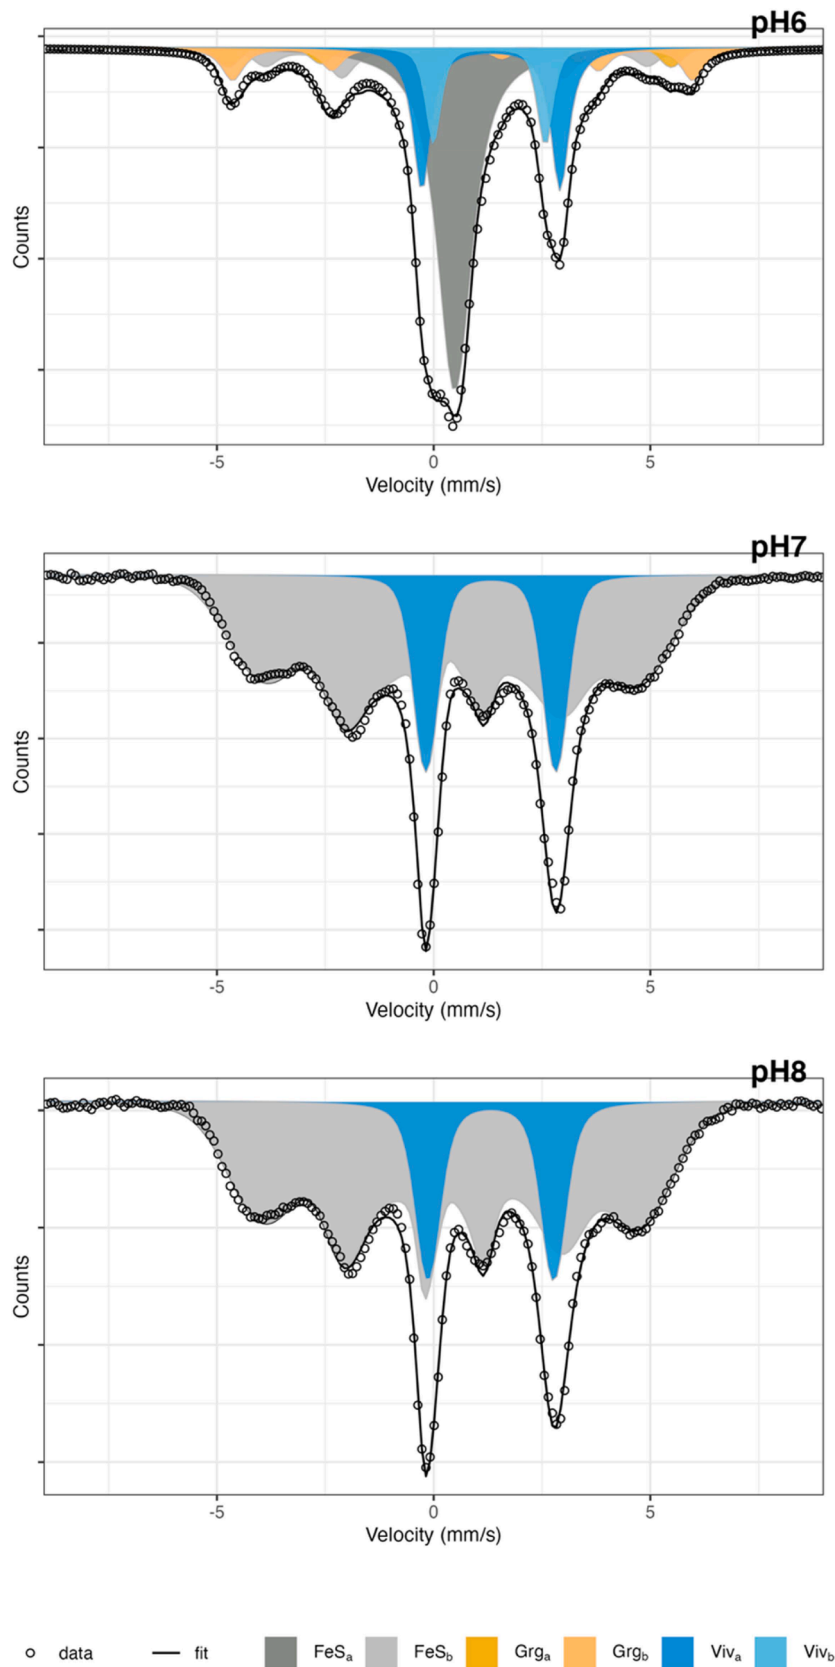 pH6
Counts
-5 0 5
Velocity (mm/s)
pH7
Counts
-5 0 5
Velocity (mm/s)
pH8
Counts
-5 0 5
Velocity (mm/s)
data fit FeSa FeSb Grga Grgb Viva Vivb